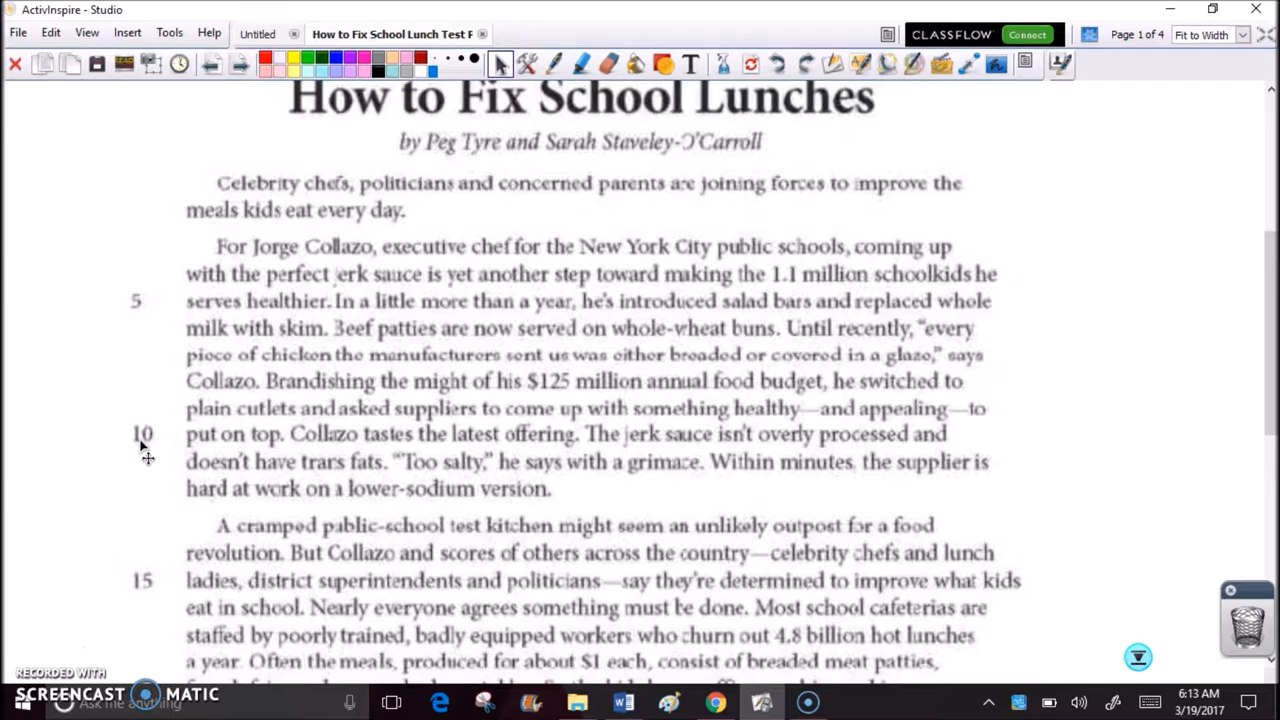 ActivInspire - Studio
File Edit View Insert Tools Help
Untitled
How to Fix School Lunch Test P
CLASSFLOW Connect
Page 1 of 4
Fit to Width
How to Fix School Lunches
by Peg Tyre and Sarah Staveley-O'Carroll
Celebrity chefs, politicians and concerned parents are joining forces to improve the
meals kids eat every day.
For Jorge Collazo, executive chef for the New York City public schools, coming up
with the perfect jerk sauce is yet another step toward making the 1.1 million schoolkids he
5 serves healthier. In a little more than a year, he's introduced salad bars and replaced whole
milk with skim. Beef patties are now served on whole-wheat buns. Until recently, "every
piece of chicken the manufacturers sent us was either breaded or covered in a glaze," says
Collazo. Brandishing the might of his $125 million annual food budget, he switched to
plain cutlets and asked suppliers to come up with something healthy—and appealing—to
10 put on top. Collazo tastes the latest offering. The jerk sauce isn't overly processed and
doesn't have trans fats. "Too salty," he says with a grimace. Within minutes, the supplier is
hard at work on a lower-sodium version.
A cramped public-school test kitchen might seem an unlikely outpost for a food
revolution. But Collazo and scores of others across the country—celebrity chefs and lunch
15 ladies, district superintendents and politicians—say they're determined to improve what kids
eat in school. Nearly everyone agrees something must be done. Most school cafeterias are
staffed by poorly trained, badly equipped workers who churn out 4.8 billion hot lunches
a year. Often the meals, produced for about $1 each, consist of breaded meat patties,
RECORDED WITH
SCREENCAST MATIC
Ask me anything
6:13 AM
3/19/2017